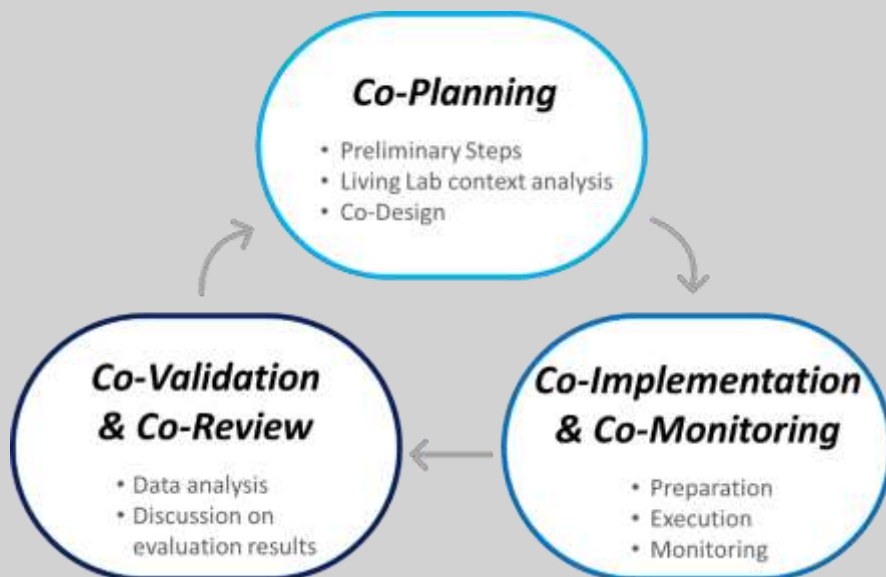 Co-Planning
• Preliminary Steps
• Living Lab context analysis
• Co-Design
Co-Validation
& Co-Review
• Data analysis
• Discussion on
evaluation results
Co-Implementation
& Co-Monitoring
• Preparation
• Execution
• Monitoring